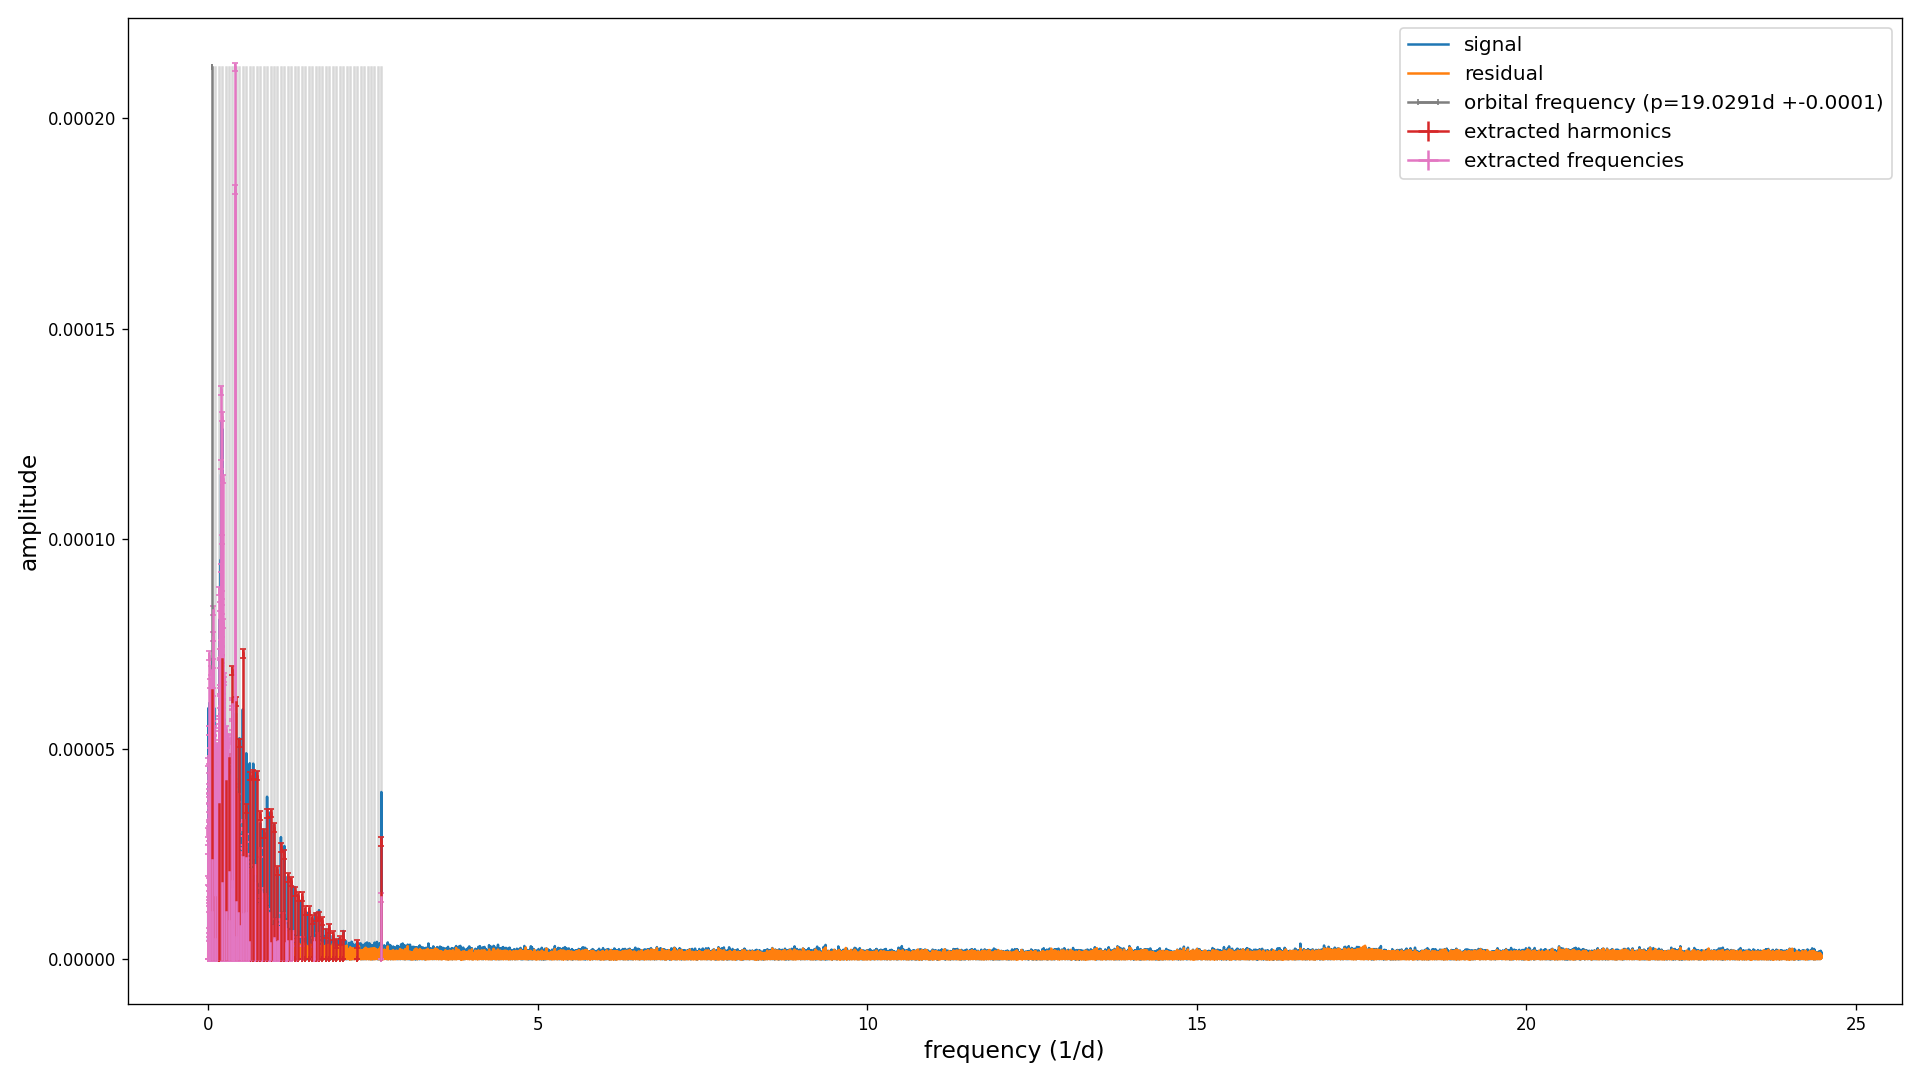 signal
residual
orbital frequency (p=19.0291d +-0.0001)
extracted harmonics
extracted frequencies
0.00020
0.00015
0.00010
0.00005
0.00000
amplitude
0
5
10
15
20
25
frequency (1/d)